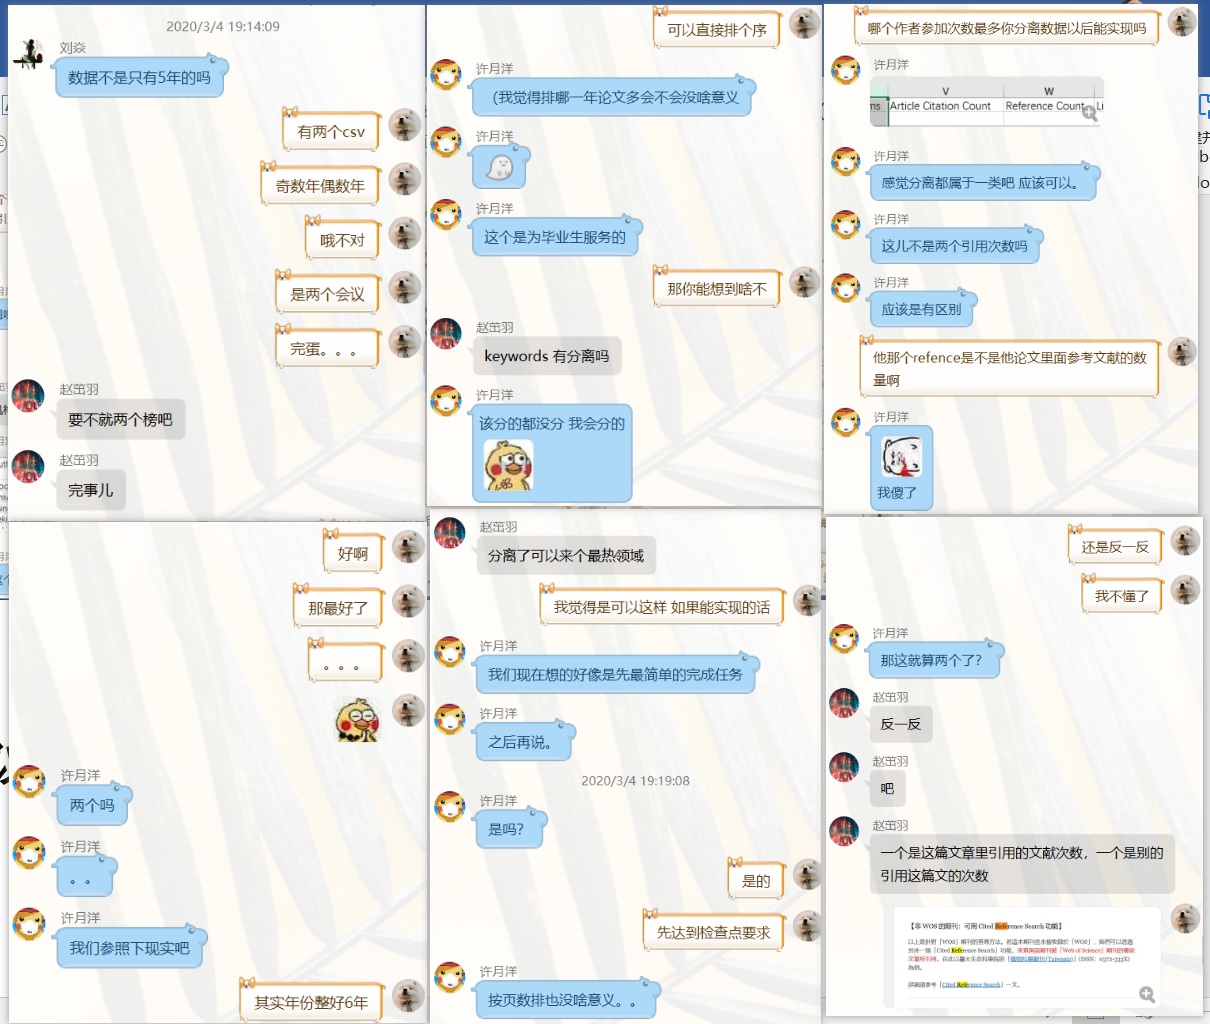 2020/3/4 19:14:09
刘焱
数据不是只有5年的吗
有两个csv
奇数年偶数年
哦不对
是两个会议
完蛋。。。
赵茁羽
要不就两个榜吧
赵茁羽
完事儿
好啊
那最好了
。。。
许月洋
两个吗
许月洋
。。
许月洋
我们参照下现实吧
其实年份整好6年
可以直接排个序
许月洋
（我觉得排哪一年论文多会不会没啥意义
许月洋
许月洋
这个是为毕业生服务的
那你能想到啥不
赵茁羽
keywords 有分离吗
许月洋
该分的都没分 我会分的
赵茁羽
分离了可以来个最热领域
我觉得是可以这样 如果能实现的话
许月洋
我们现在想的好像是先最简单的完成任务
许月洋
之后再说。
2020/3/4 19:19:08
许月洋
是吗？
是的
先达到检查点要求
许月洋
按页数排也没啥意义。。
哪个作者参加次数最多你分离数据以后能实现吗
许月洋
V W
ms Article Citation Count Reference Count Li
许月洋
感觉分离都属于一类吧 应该可以。
许月洋
这儿不是两个引用次数吗
许月洋
应该是有区别
他那个refence是不是他论文里面参考文献的数
量啊
许月洋
我傻了
还是反一反
我不懂了
许月洋
那这就算两个了？
赵茁羽
反一反
赵茁羽
吧
赵茁羽
一个是这篇文章里引用的文献次数，一个是别的
引用这篇文的次数
【非 WOS 的期刊：可用 Cited Reference Search 功能】